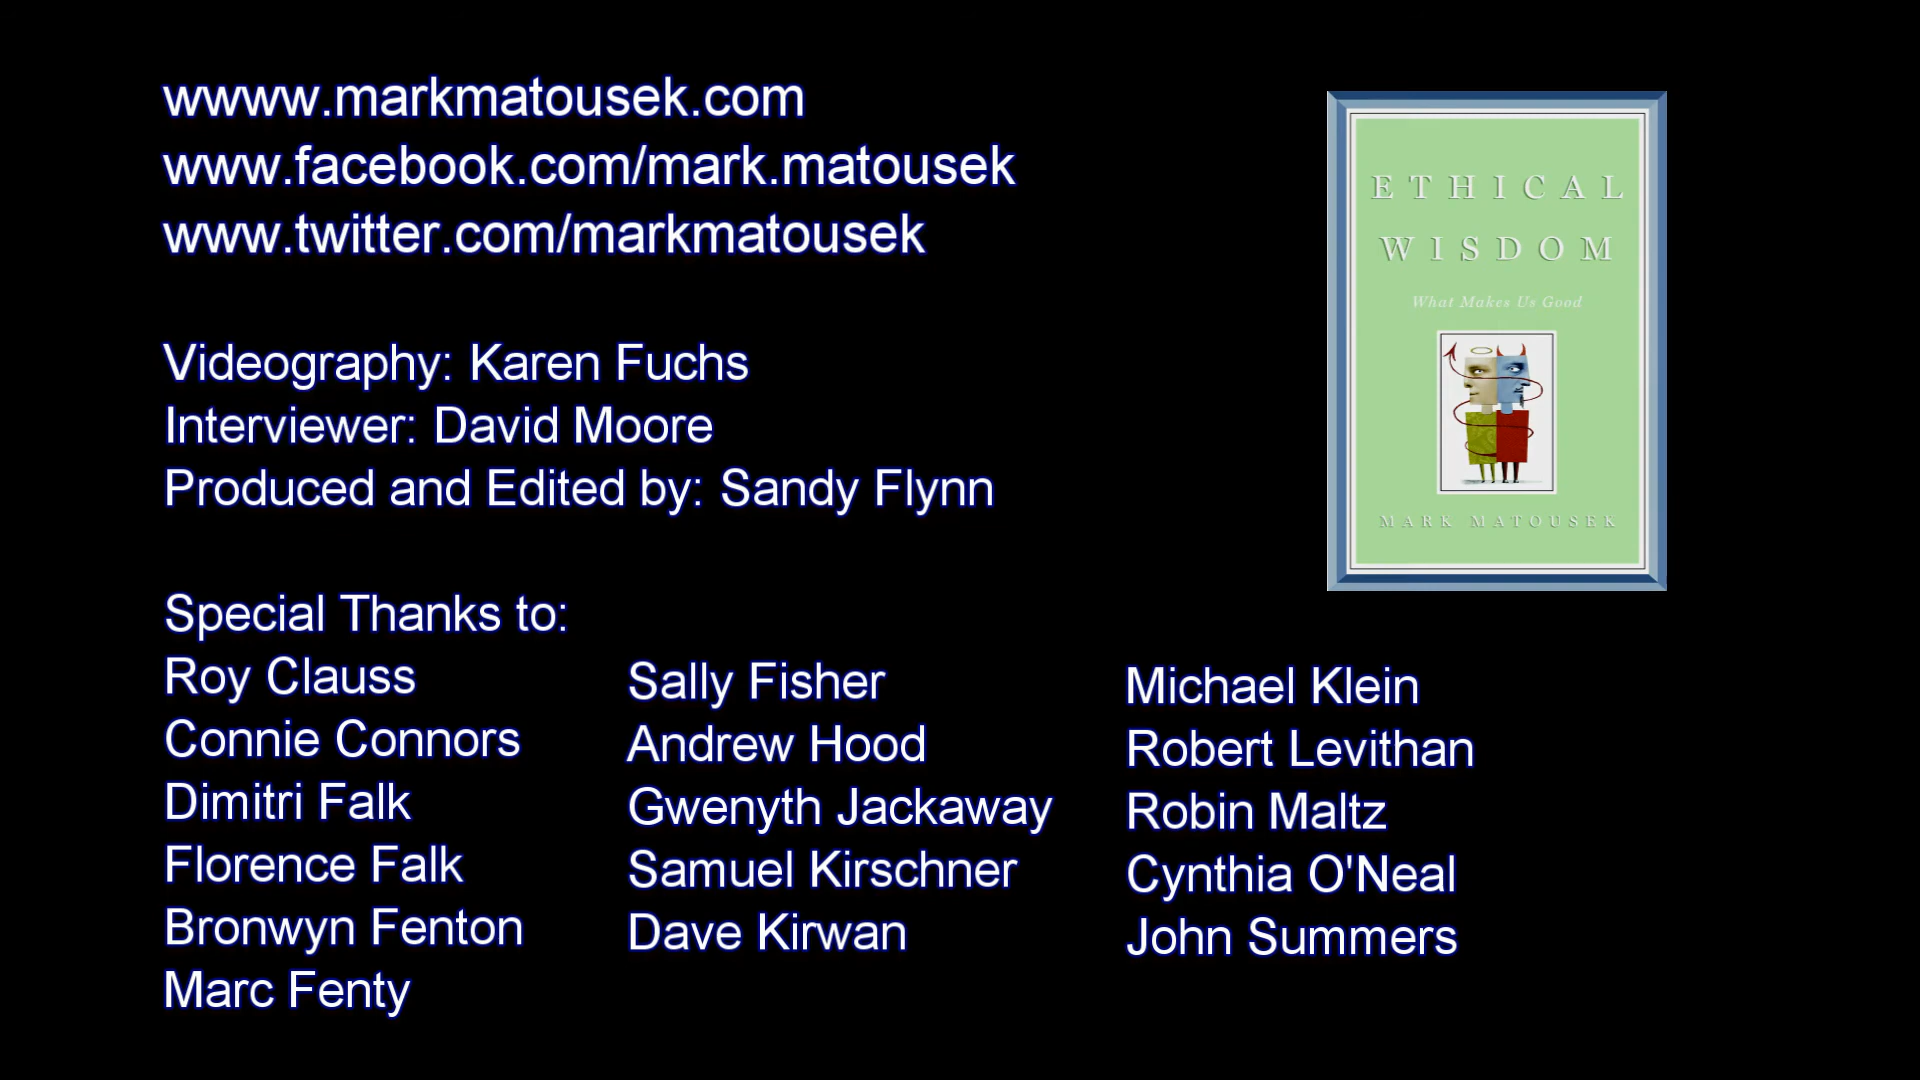 wwww.markmatousek.com
www.facebook.com/mark.matousek
www.twitter.com/markmatousek
Videography: Karen Fuchs
Interviewer: David Moore
Produced and Edited by: Sandy Flynn
Special Thanks to:
Roy Clauss
Connie Connors
Dimitri Falk
Florence Falk
Bronwyn Fenton
Marc Fenty
Sally Fisher
Andrew Hood
Gwenyth Jackaway
Samuel Kirschner
Dave Kirwan
Michael Klein
Robert Levithan
Robin Maltz
Cynthia O'Neal
John Summers
ETHICAL
WISDOM
What Makes Us Good
MARK MATOUSEK